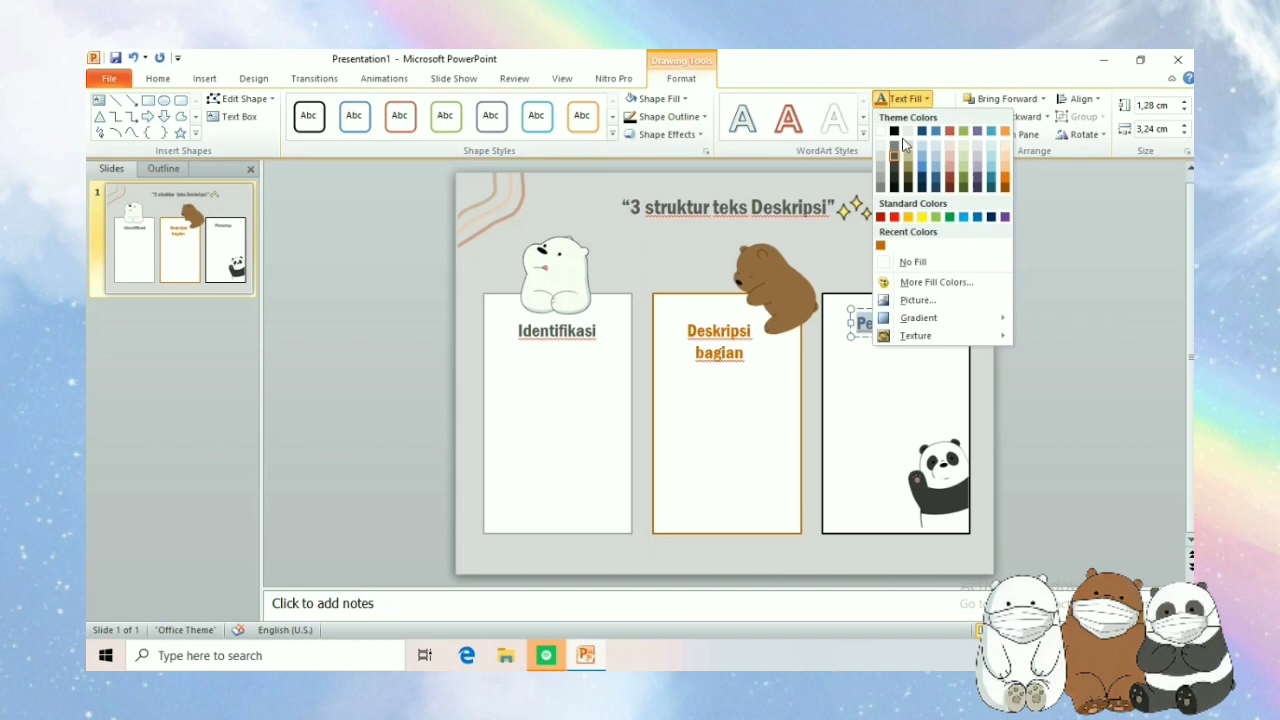 Presentation1 - Microsoft PowerPoint
Drawing Tools
File Home Insert Design Transitions Animations Slide Show Review View Nitro Pro Format
Edit Shape
Text Box
Insert Shapes
Abc Abc Abc Abc Abc Abc Abc
Shape Fill
Shape Outline
Shape Effects
Shape Styles
A A A
WordArt Styles
Text Fill
Bring Forward
Align
Group
Pane
Rotate
Arrange
1,28 cm
3,24 cm
Size
Theme Colors
Standard Colors
Recent Colors
No Fill
More Fill Colors...
Picture...
Gradient
Texture
Slides Outline
1
"3 struktur teks Deskripsi"
Identifikasi
Deskripsi
bagian
Penutup
“3 struktur teks Deskripsi”
Identifikasi
Deskripsi
bagian
Click to add notes
Slide 1 of 1 "Office Theme" English (U.S.)
Type here to search